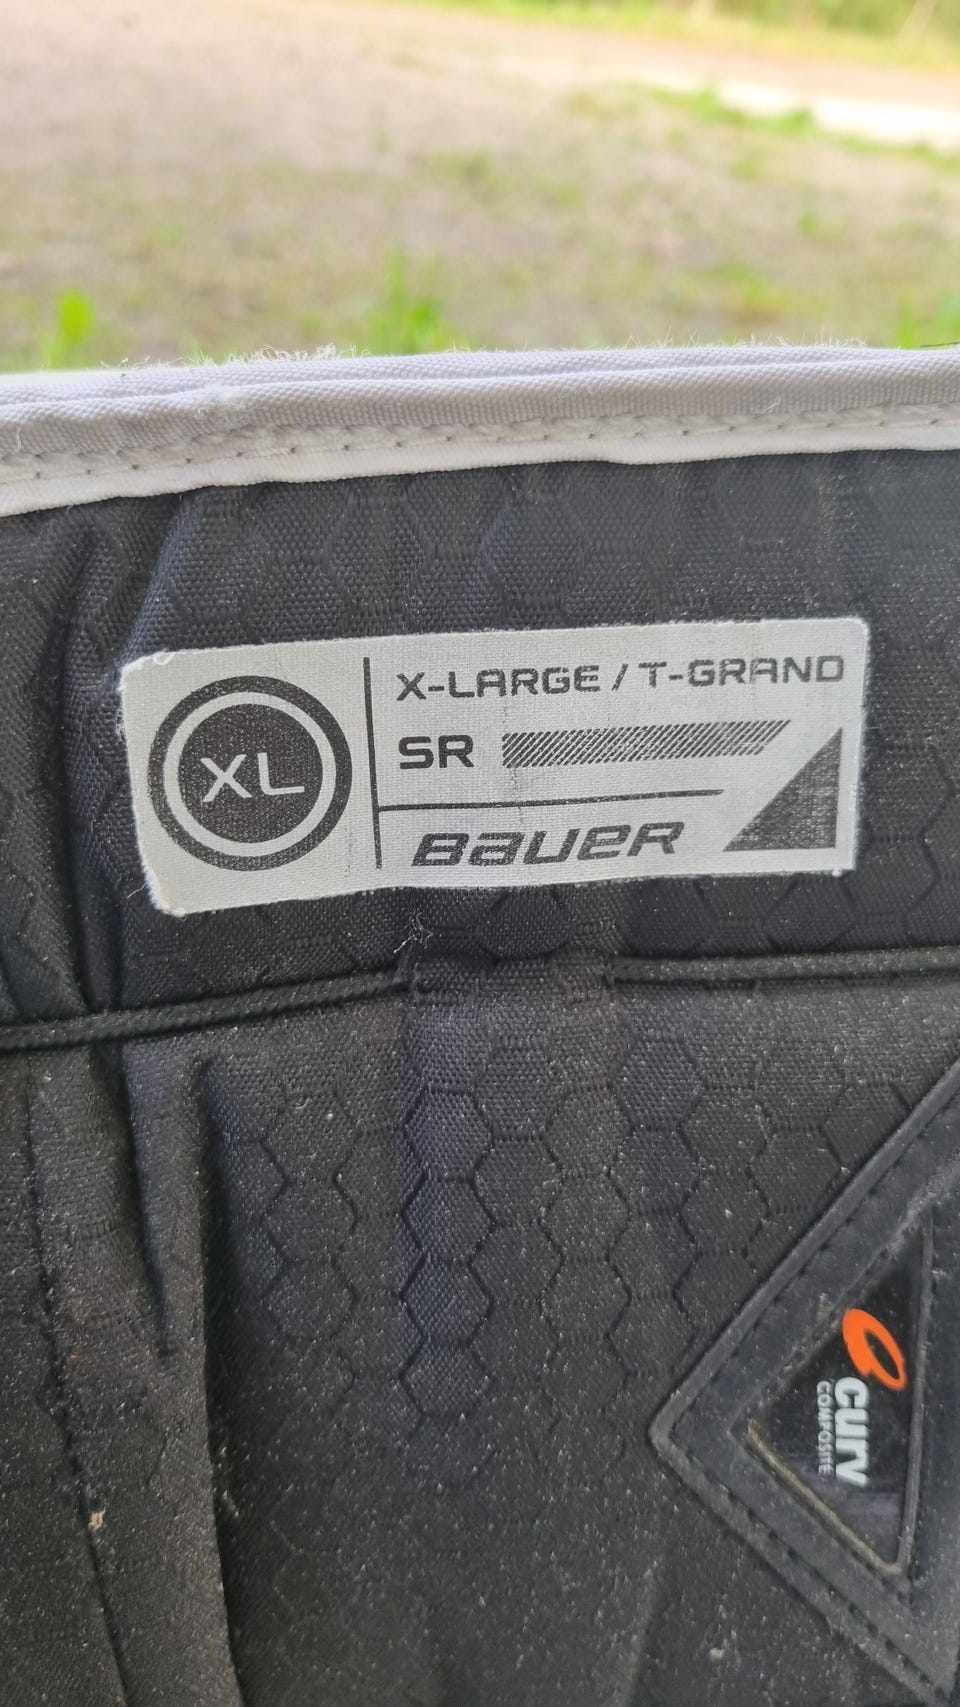 XL
X-LARGE / T-GRAND
SR
BAUER
CURV
COMPOSITE